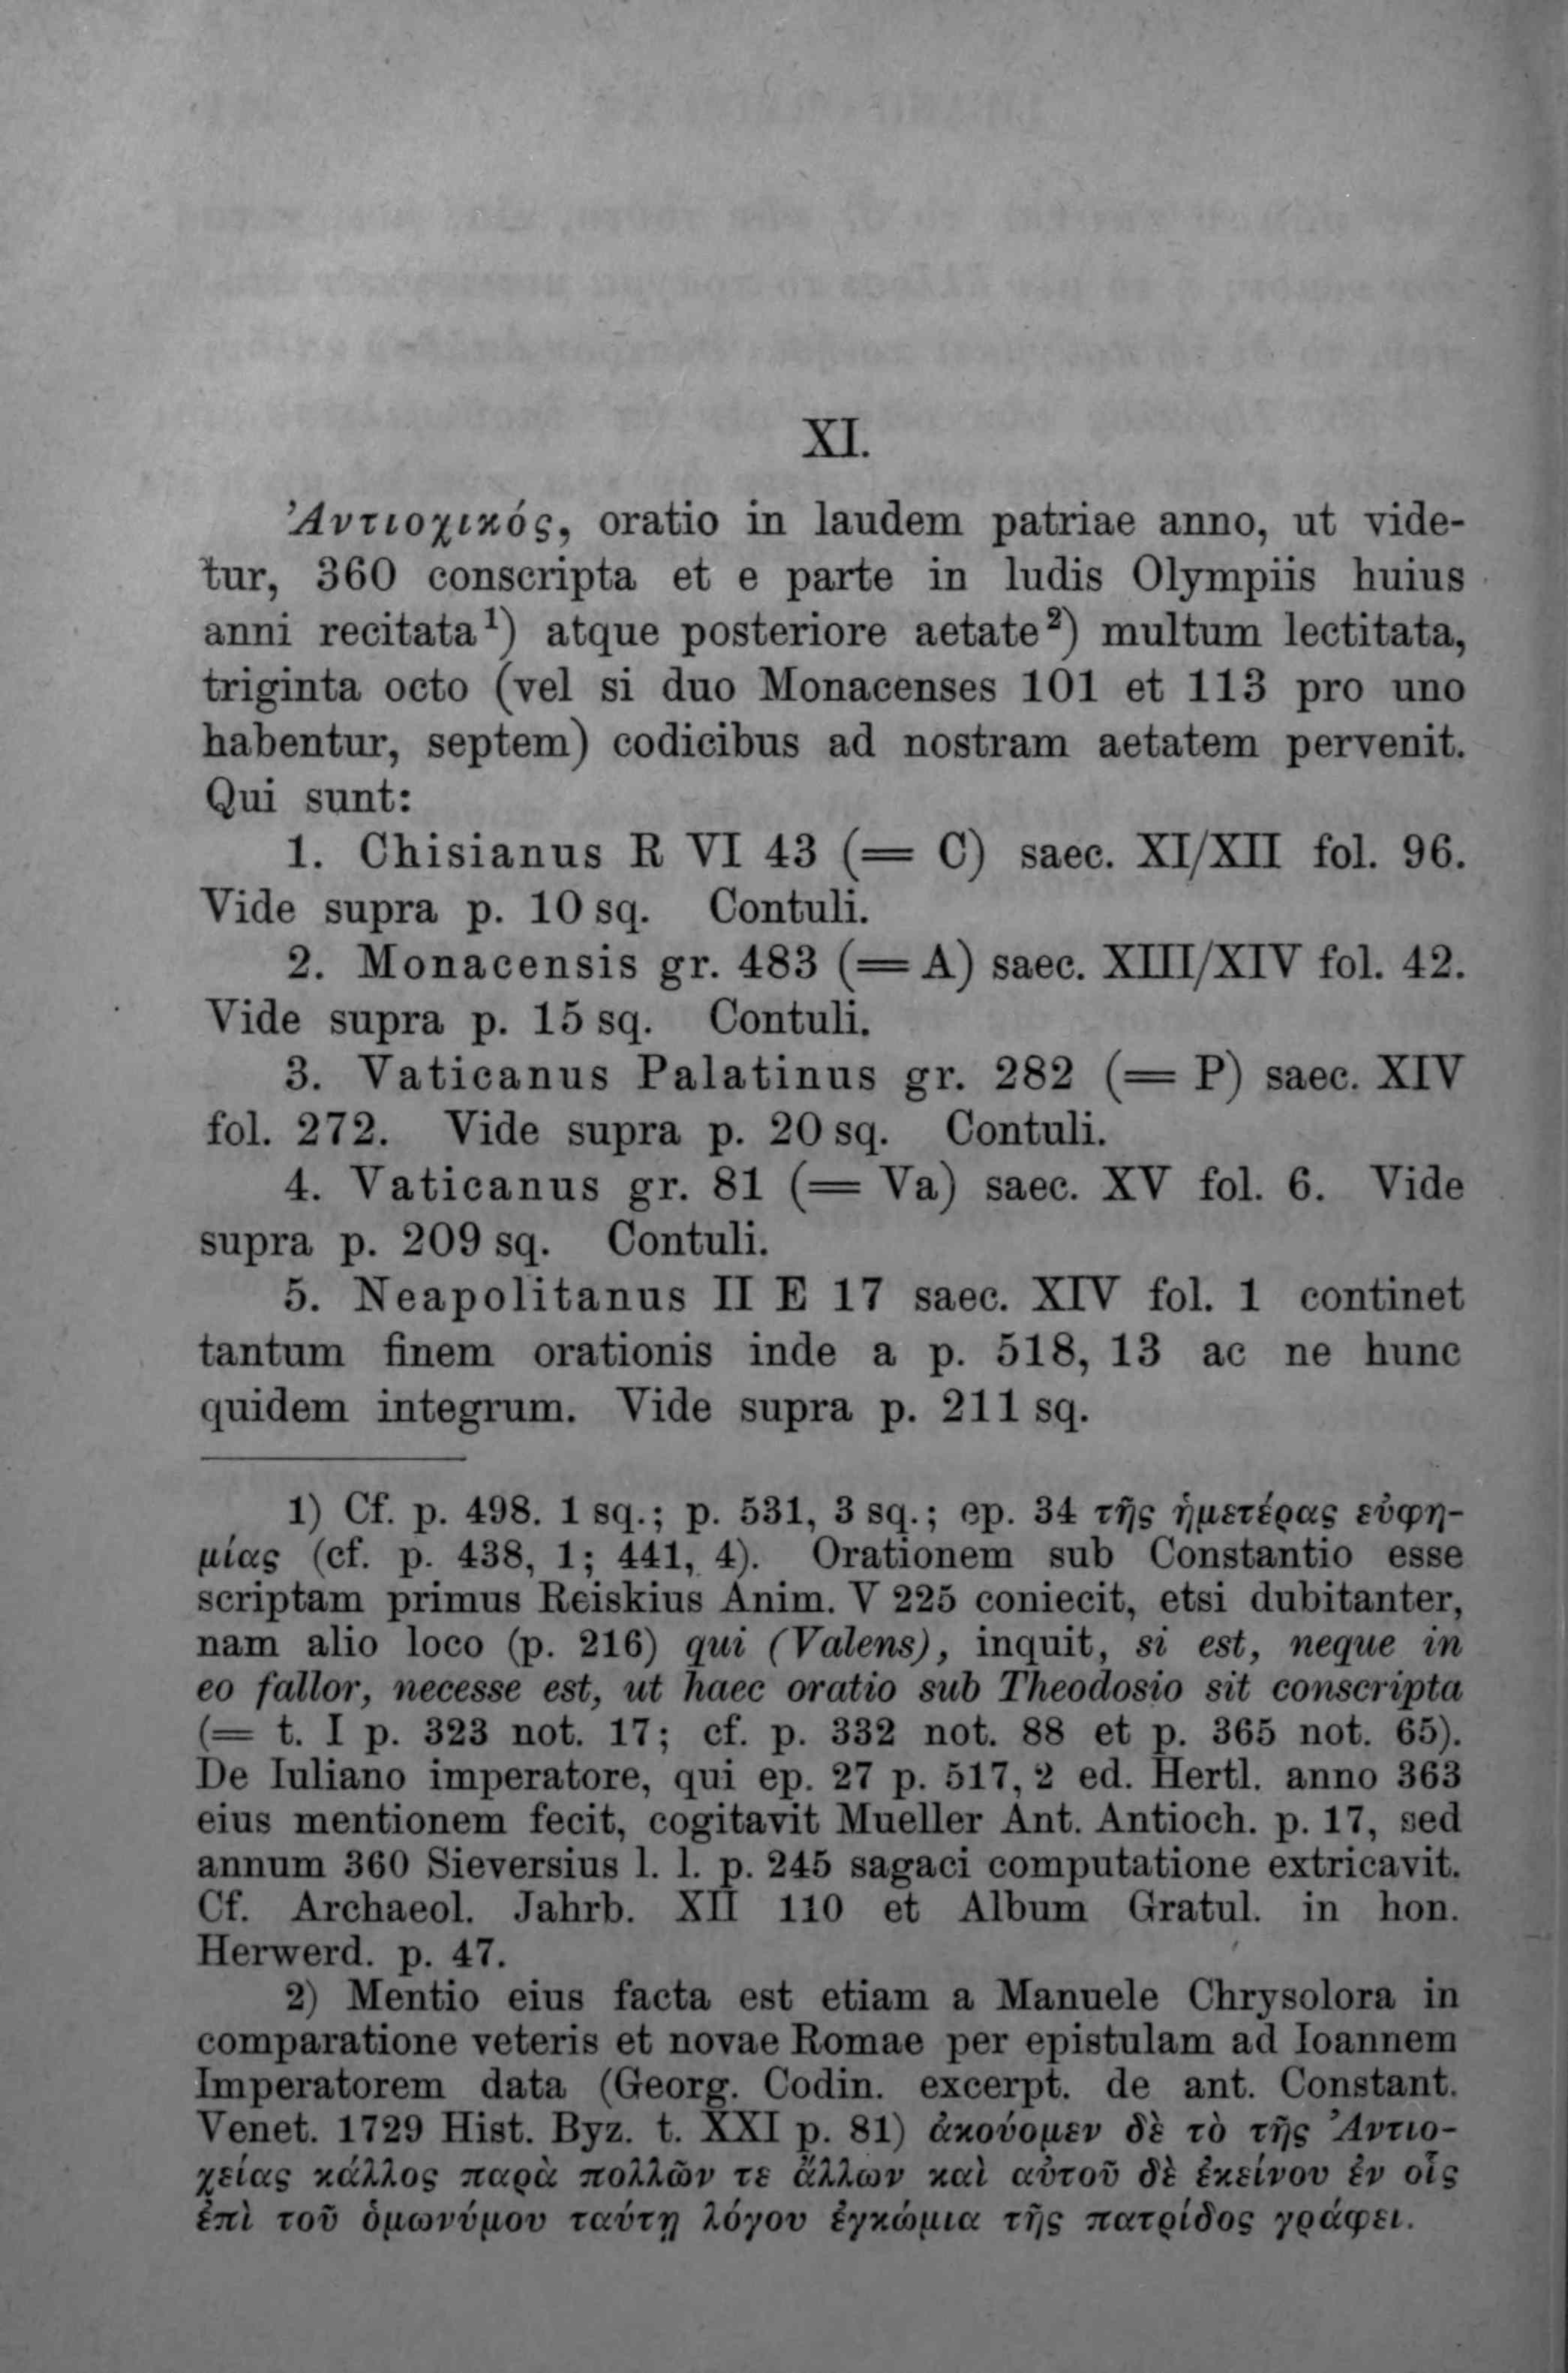 XI.
Ἀντιοχικός, oratio in laudem patriae anno, ut vide-
tur, 360 conscripta et e parte in ludis Olympiis huius
anni recitata¹) atque posteriore aetate²) multum lectitata,
triginta octo (vel si duo Monacenses 101 et 113 pro uno
habentur, septem) codicibus ad nostram aetatem pervenit.
Qui sunt:
1. Chisianus R VI 43 (= C) saec. XI/XII fol. 96.
Vide supra p. 10 sq. Contuli.
2. Monacensis gr. 483 (= A) saec. XIII/XIV fol. 42.
Vide supra p. 15 sq. Contuli.
3. Vaticanus Palatinus gr. 282 (= P) saec. XIV
fol. 272. Vide supra p. 20 sq. Contuli.
4. Vaticanus gr. 81 (= Va) saec. XV fol. 6. Vide
supra p. 209 sq. Contuli.
5. Neapolitanus II E 17 saec. XIV fol. 1 continet
tantum finem orationis inde a p. 518, 13 ac ne hunc
quidem integrum. Vide supra p. 211 sq.
1) Cf. p. 498. 1 sq.; p. 531, 3 sq.; ep. 34 τῆς ἡμετέρας εὐφη-
μίας (cf. p. 438, 1; 441, 4). Orationem sub Constantio esse
scriptam primus Reiskius Anim. V 225 coniecit, etsi dubitanter,
nam alio loco (p. 216) qui (Valens), inquit, si est, neque in
eo fallor, necesse est, ut haec oratio sub Theodosio sit conscripta
(= t. I p. 323 not. 17; cf. p. 332 not. 88 et p. 365 not. 65).
De Iuliano imperatore, qui ep. 27 p. 517, 2 ed. Hertl. anno 363
eius mentionem fecit, cogitavit Mueller Ant. Antioch. p. 17, sed
annum 360 Sieversius l. l. p. 245 sagaci computatione extricavit.
Cf. Archaeol. Jahrb. XII 110 et Album Gratul. in hon.
Herwerd. p. 47.
2) Mentio eius facta est etiam a Manuele Chrysolora in
comparatione veteris et novae Romae per epistulam ad Ioannem
Imperatorem data (Georg. Codin. excerpt. de ant. Constant.
Venet. 1729 Hist. Byz. t. XXI p. 81) ἀκούομεν δὲ τὸ τῆς Ἀντιο-
χείας κάλλος παρὰ πολλῶν τε ἄλλων καὶ αὐτοῦ δὲ ἐκείνου ἐν οἷς
ἐπὶ τοῦ ὁμωνύμου ταύτῃ λόγου ἐγκώμια τῆς πατρίδος γράφει.